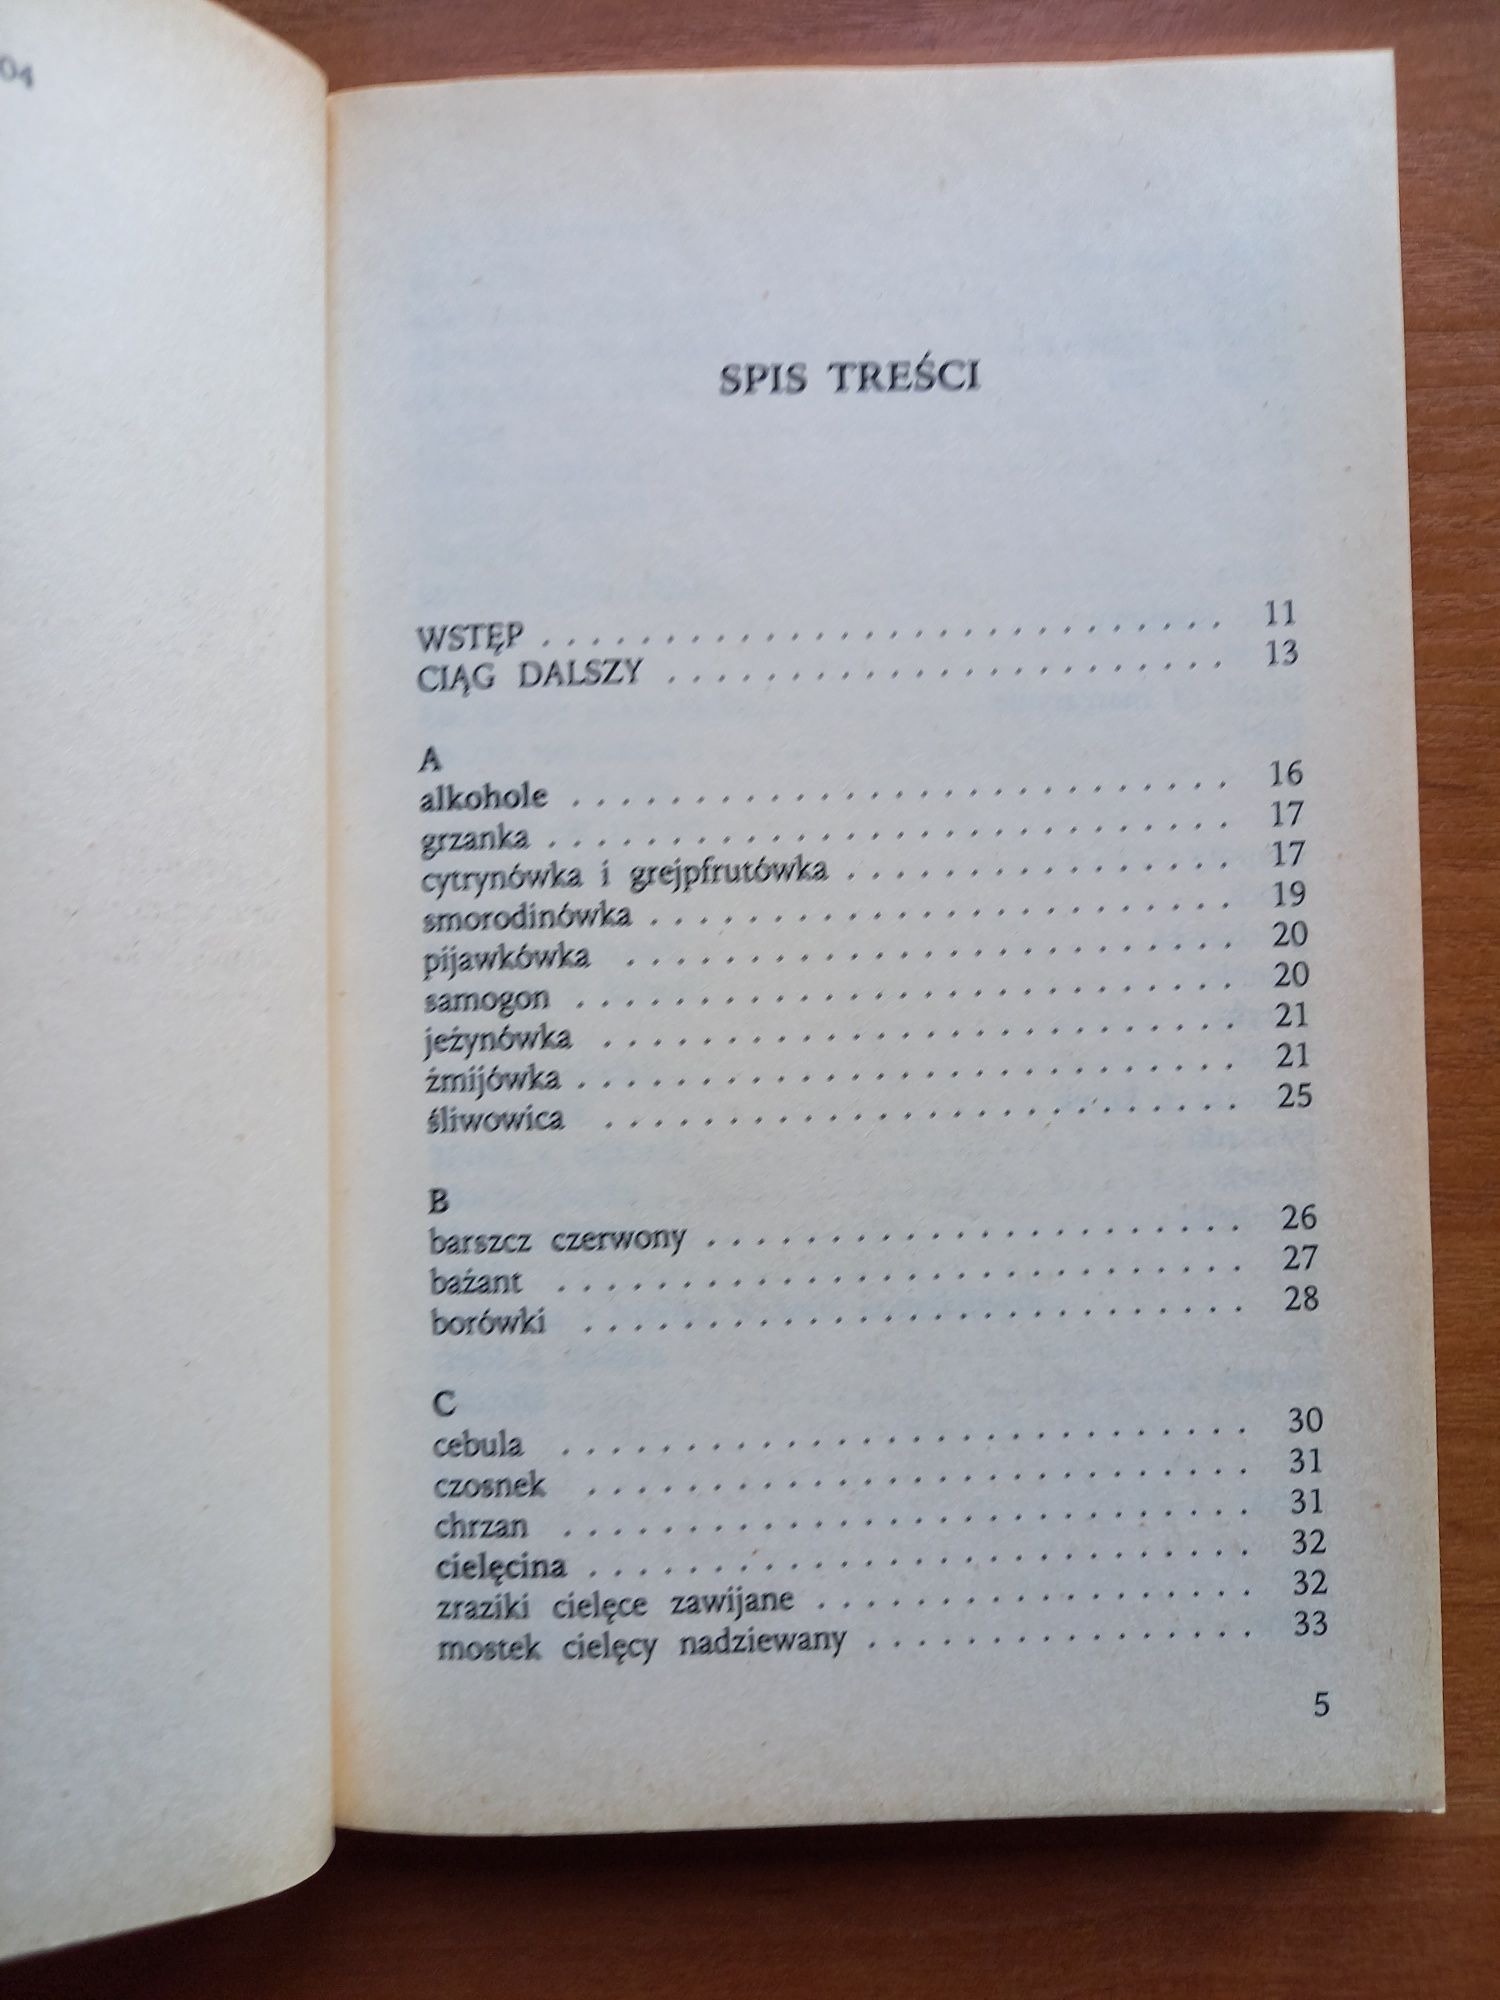 04
SPIS TREŚCI
WSTĘP . . . . . . . . . . . . . . . . . . . . . . . . . . . . 11
CIĄG DALSZY . . . . . . . . . . . . . . . . . . . . . . . 13
A
alkohole . . . . . . . . . . . . . . . . . . . . . . . . . . . 16
grzanka . . . . . . . . . . . . . . . . . . . . . . . . . . . . 17
cytrynówka i grejpfrutówka . . . . . . . . . . . . . . . . 17
smorodinówka . . . . . . . . . . . . . . . . . . . . . . . . 19
pijawkówka . . . . . . . . . . . . . . . . . . . . . . . . . 20
samogon . . . . . . . . . . . . . . . . . . . . . . . . . . . 20
jeżynówka . . . . . . . . . . . . . . . . . . . . . . . . . . 21
żmijówka . . . . . . . . . . . . . . . . . . . . . . . . . . . 21
śliwowica . . . . . . . . . . . . . . . . . . . . . . . . . . 25
B
barszcz czerwony . . . . . . . . . . . . . . . . . . . . . . 26
bażant . . . . . . . . . . . . . . . . . . . . . . . . . . . . 27
borówki . . . . . . . . . . . . . . . . . . . . . . . . . . . 28
C
cebula . . . . . . . . . . . . . . . . . . . . . . . . . . . . 30
czosnek . . . . . . . . . . . . . . . . . . . . . . . . . . . 31
chrzan . . . . . . . . . . . . . . . . . . . . . . . . . . . . 31
cielęcina . . . . . . . . . . . . . . . . . . . . . . . . . . . 32
zraziki cielęce zawijane . . . . . . . . . . . . . . . . . . 32
mostek cielęcy nadziewany . . . . . . . . . . . . . . . . 33
5